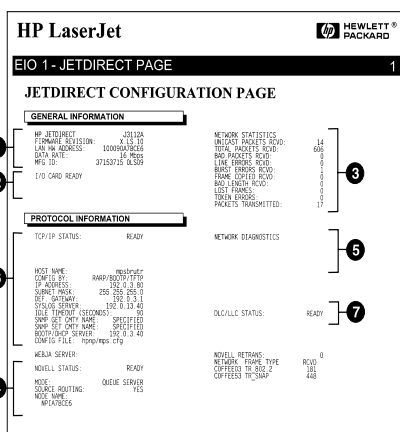 HP LaserJet
hp HEWLETT® PACKARD
EIO 1 - JETDIRECT PAGE 1
JETDIRECT CONFIGURATION PAGE
GENERAL INFORMATION
HP JETDIRECT J3112A
FIRMWARE REVISION: X.LS.10
LAN HW ADDRESS: 100090A78CE6
DATA RATE: 16 Mbps
MFG ID: 37153715 0LSD9
I/O CARD READY
NETWORK STATISTICS
UNICAST PACKETS RCVD: 14
TOTAL PACKETS RCVD: 606
BAD PACKETS RCVD: 0
LINE ERRORS RCVD: 0
BURST ERRORS RCVD: 1
FRAME COPIED RCVD: 0
BAD LENGTH RCVD: 0
LOST FRAMES: 0
TOKEN ERRORS: 0
PACKETS TRANSMITTED: 17
3
PROTOCOL INFORMATION
TCP/IP STATUS: READY
HOST NAME: mpsbrutr
CONFIG BY: RARP/BOOTP/TFTP
IP ADDRESS: 192.0.3.80
SUBNET MASK: 255.255.255.0
DEF. GATEWAY: 192.0.3.1
SYSLOG SERVER: 192.0.13.40
IDLE TIMEOUT (SECONDS): 90
SNMP GET CMTY NAME: SPECIFIED
SNMP SET CMTY NAME: SPECIFIED
BOOTP/DHCP SERVER: 192.0.3.40
CONFIG FILE: hpnp/mps.cfg
WEBJA SERVER:
NOVELL STATUS: READY
MODE: QUEUE SERVER
SOURCE ROUTING: YES
NODE NAME:
NPIA78CE6
NETWORK DIAGNOSTICS
5
DLC/LLC STATUS: READY
7
NOVELL RETRANS: 0
NETWORK FRAME TYPE RCVD
COFFEED3 TR_802.2 181
COFFEE53 TR_SNAP 448